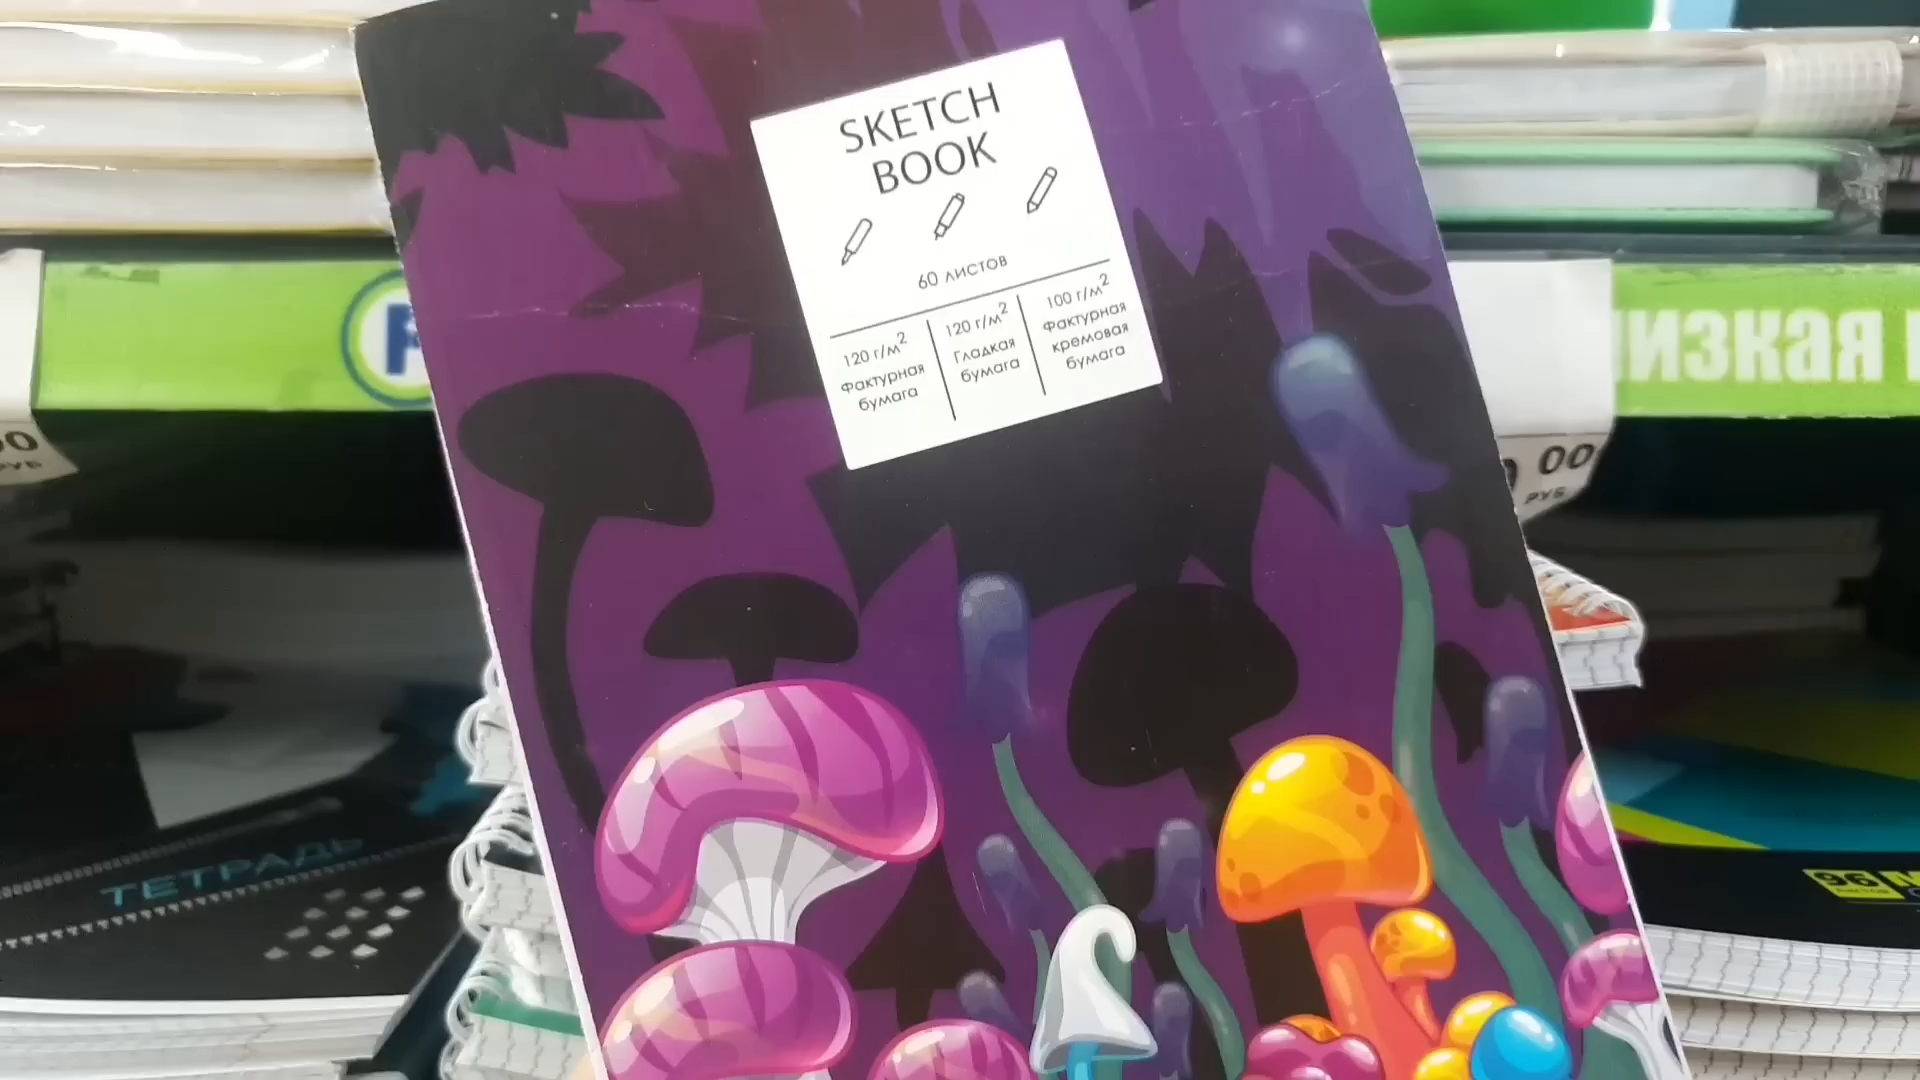 SKETCH
BOOK
60 листов
120 г/м²
Фактурная
бумага
120 г/м²
Гладкая
бумага
100 г/м²
Фактурная
кремовая
бумага
00
РУБ
00
РУБ
ТЕТРАДЬ
96